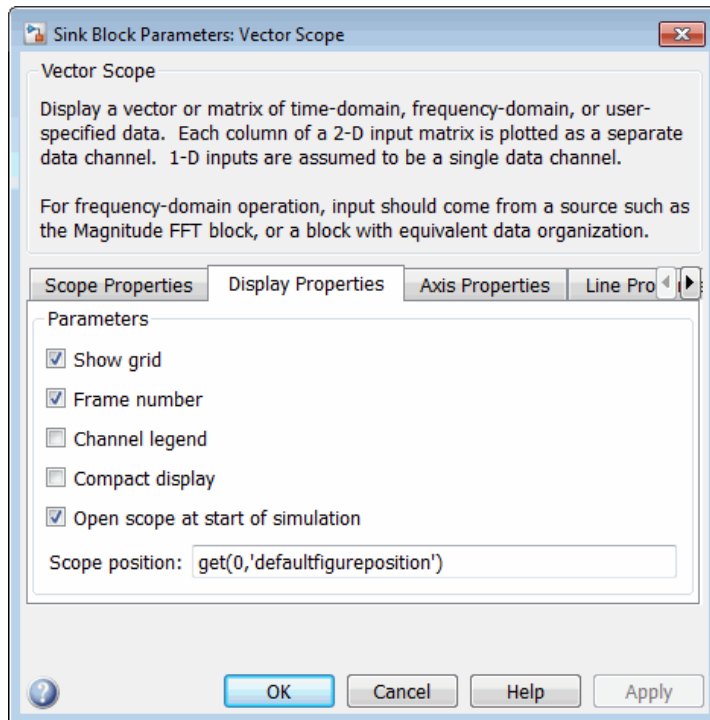 Sink Block Parameters: Vector Scope
Vector Scope
Display a vector or matrix of time-domain, frequency-domain, or user-
specified data.  Each column of a 2-D input matrix is plotted as a separate
data channel.  1-D inputs are assumed to be a single data channel.
For frequency-domain operation, input should come from a source such as
the Magnitude FFT block, or a block with equivalent data organization.
Scope Properties Display Properties Axis Properties Line Pro
Parameters
Show grid
Frame number
Channel legend
Compact display
Open scope at start of simulation
Scope position: get(0,'defaultfigureposition')
OK Cancel Help Apply